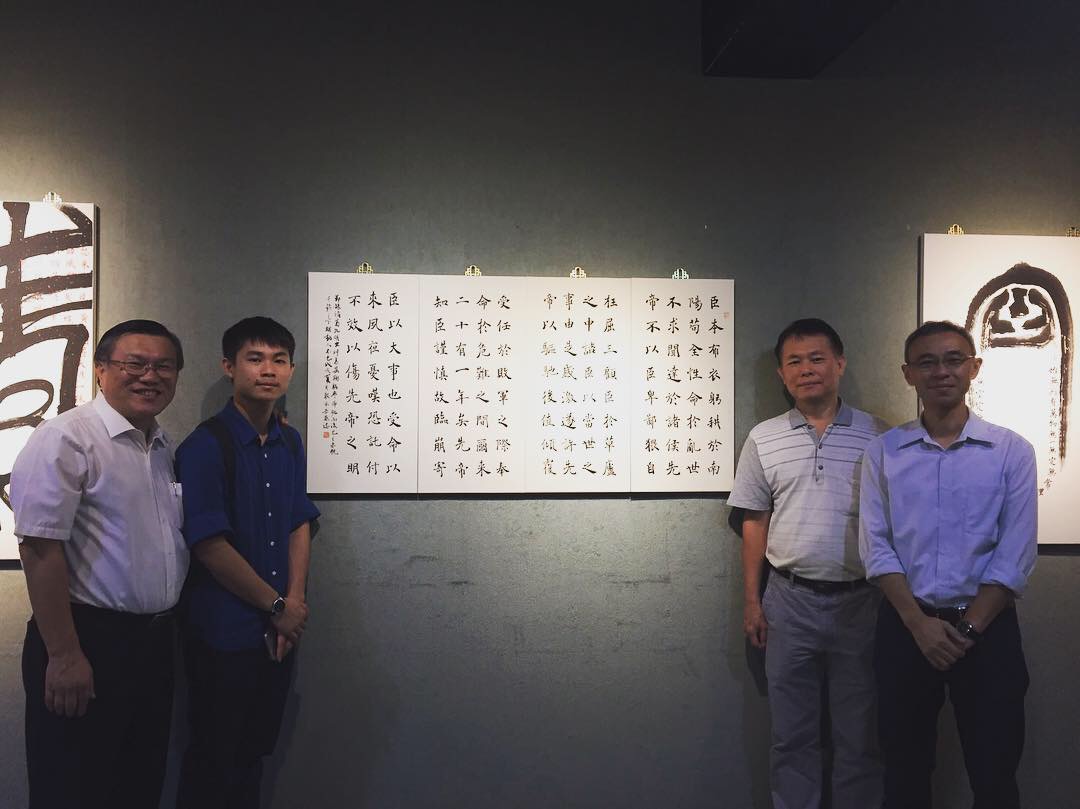 臣本布衣躬耕於南
陽苟全性命於亂世
不求聞達於諸侯先
帝不以臣卑鄙猥自
枉屈三顧臣於草廬
之中諮臣以當世之
事由是感激遂許先
帝以驅馳後值傾覆
受任於敗軍之際奉
命於危難之間爾來
二十有一年矣先帝
知臣謹慎故臨崩寄
臣以大事也受命以
來夙夜憂嘆恐託付
不效以傷先帝之明